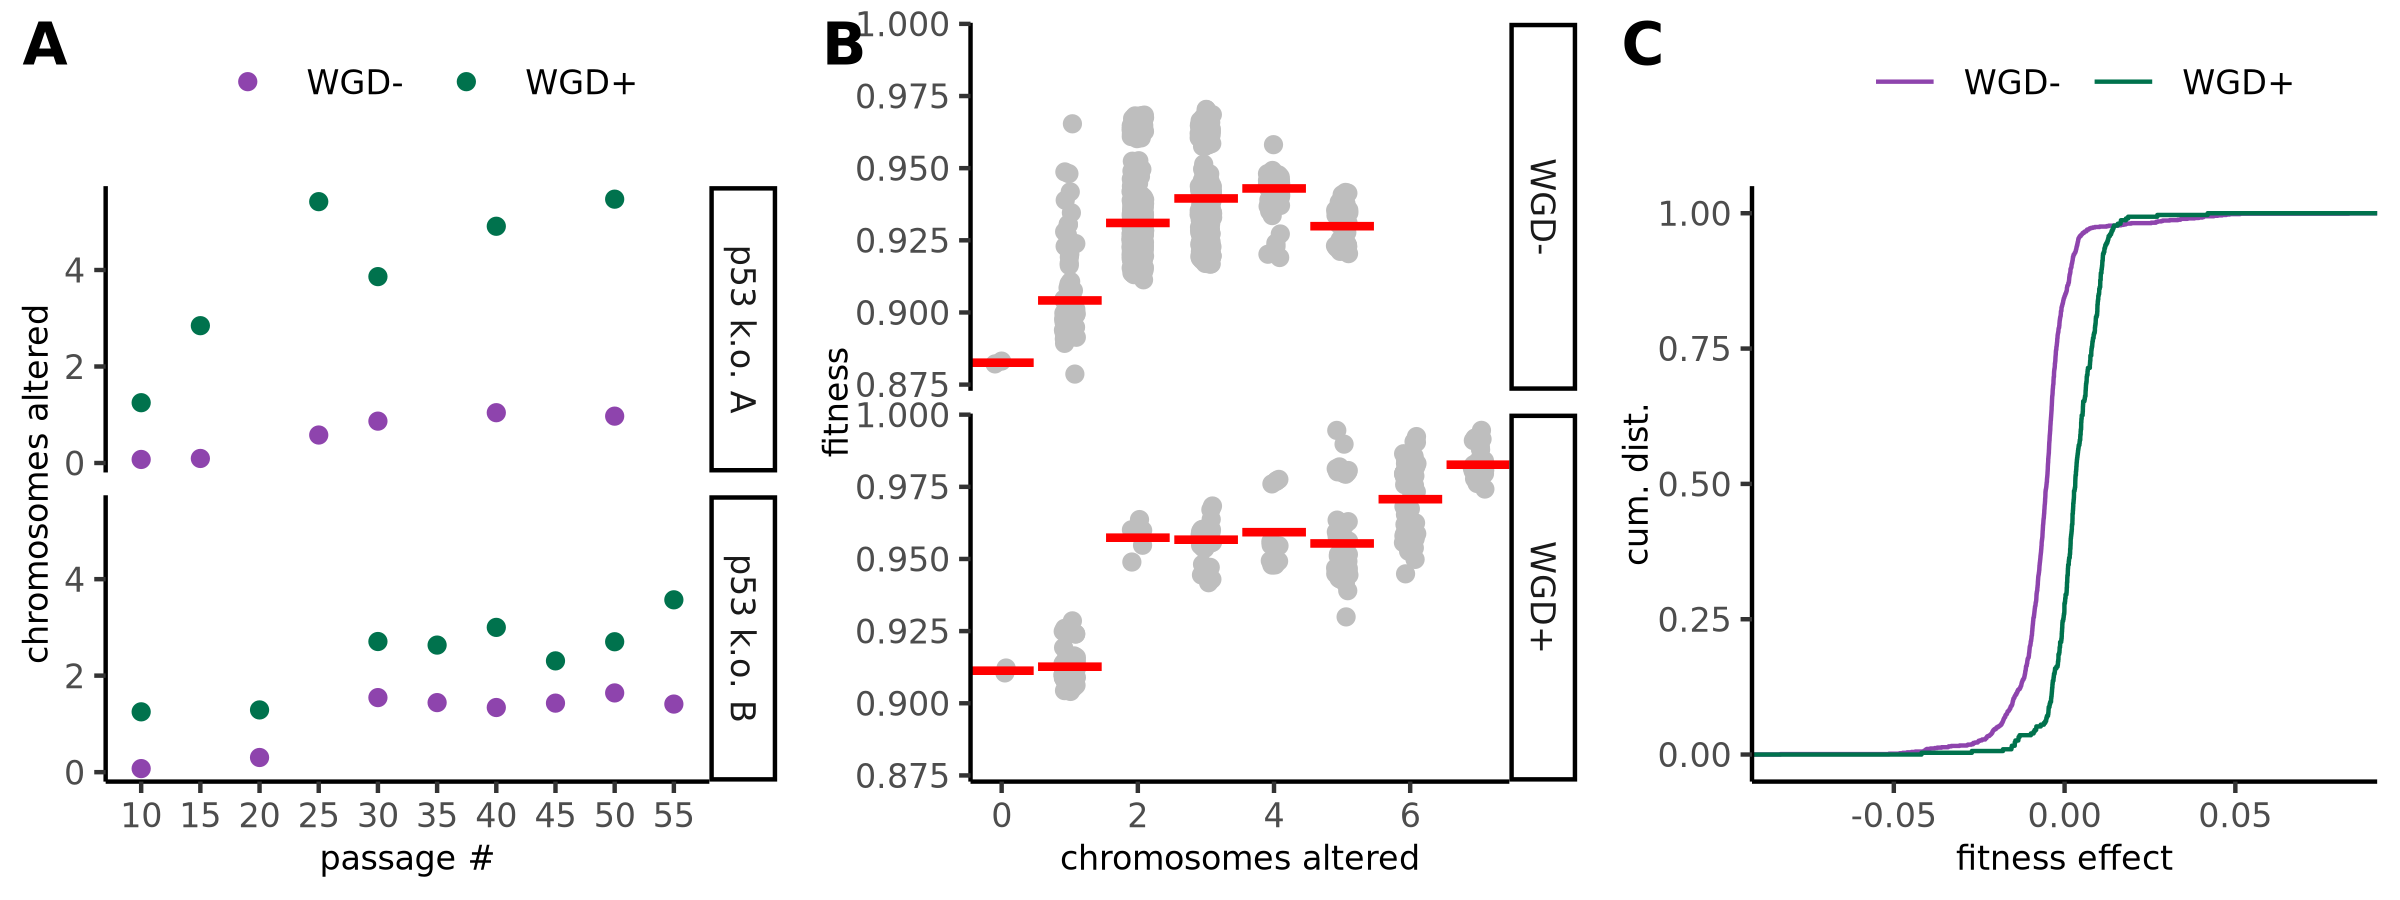 A
WGD- WGD+
chromosomes altered
4
2
0
p53 k.o. A
4
2
0
p53 k.o. B
10 15 20 25 30 35 40 45 50 55
passage #
B
fitness
1.000
0.975
0.950
0.925
0.900
0.875
WGD-
1.000
0.975
0.950
0.925
0.900
0.875
WGD+
0 2 4 6
chromosomes altered
C
WGD- WGD+
cum. dist.
1.00
0.75
0.50
0.25
0.00
-0.05 0.00 0.05
fitness effect